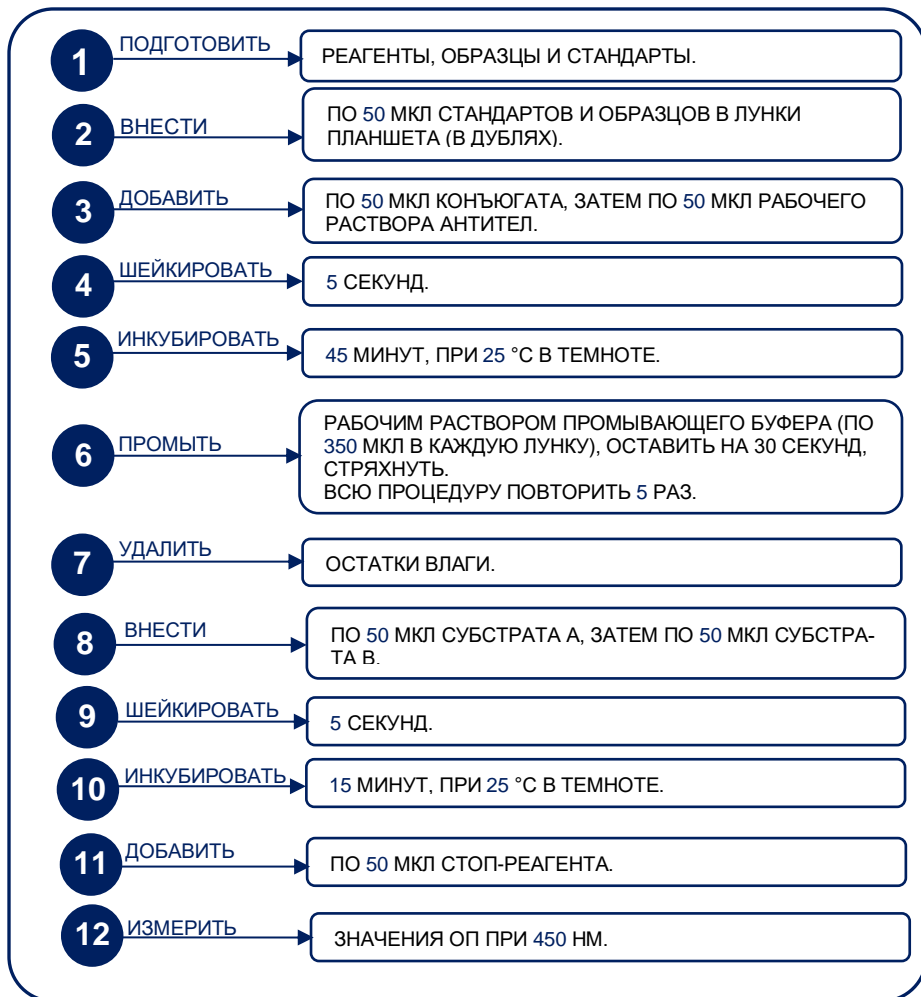 1 ПОДГОТОВИТЬ
РЕАГЕНТЫ, ОБРАЗЦЫ И СТАНДАРТЫ.
2 ВНЕСТИ
ПО 50 МКЛ СТАНДАРТОВ И ОБРАЗЦОВ В ЛУНКИ
ПЛАНШЕТА (В ДУБЛЯХ).
3 ДОБАВИТЬ
ПО 50 МКЛ КОНЪЮГАТА, ЗАТЕМ ПО 50 МКЛ РАБОЧЕГО
РАСТВОРА АНТИТЕЛ.
4 ШЕЙКИРОВАТЬ
5 СЕКУНД.
5 ИНКУБИРОВАТЬ
45 МИНУТ, ПРИ 25 °C В ТЕМНОТЕ.
6 ПРОМЫТЬ
РАБОЧИМ РАСТВОРОМ ПРОМЫВАЮЩЕГО БУФЕРА (ПО
350 МКЛ В КАЖДУЮ ЛУНКУ), ОСТАВИТЬ НА 30 СЕКУНД,
СТРЯХНУТЬ.
ВСЮ ПРОЦЕДУРУ ПОВТОРИТЬ 5 РАЗ.
7 УДАЛИТЬ
ОСТАТКИ ВЛАГИ.
8 ВНЕСТИ
ПО 50 МКЛ СУБСТРАТА А, ЗАТЕМ ПО 50 МКЛ СУБСТРА-
ТА В.
9 ШЕЙКИРОВАТЬ
5 СЕКУНД.
10 ИНКУБИРОВАТЬ
15 МИНУТ, ПРИ 25 °C В ТЕМНОТЕ.
11 ДОБАВИТЬ
ПО 50 МКЛ СТОП-РЕАГЕНТА.
12 ИЗМЕРИТЬ
ЗНАЧЕНИЯ ОП ПРИ 450 НМ.